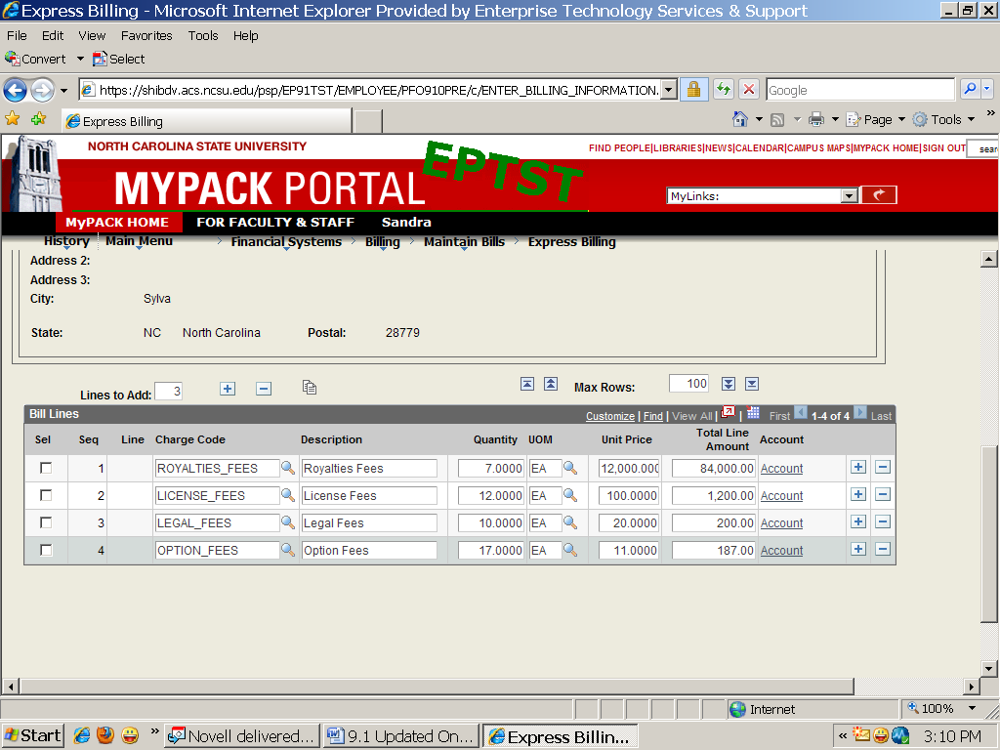 Express Billing - Microsoft Internet Explorer Provided by Enterprise Technology Services & Support
File Edit View Favorites Tools Help
Convert Select
https://shibdv.acs.ncsu.edu/psp/EP91TST/EMPLOYEE/PFO910PRE/c/ENTER_BILLING_INFORMATION. Google
Express Billing Page Tools »
NORTH CAROLINA STATE UNIVERSITY FIND PEOPLE|LIBRARIES|NEWS|CALENDAR|CAMPUS MAPS|MYPACK HOME|SIGN OUT sear
MYPACK PORTAL EPTST MyLinks:
MyPACK HOME FOR FACULTY & STAFF Sandra
History Main Menu > Financial Systems > Billing > Maintain Bills > Express Billing
Address 2:
Address 3:
City: Sylva
State: NC North Carolina Postal: 28779
Lines to Add: 3 Max Rows: 100
Bill Lines Customize | Find | View All | | First 1-4 of 4 Last
Sel Seq Line Charge Code Description Quantity UOM Unit Price Total Line Amount Account
1 ROYALTIES_FEES Royalties Fees 7.0000 EA 12,000.000 84,000.00 Account
2 LICENSE_FEES License Fees 12.0000 EA 100.0000 1,200.00 Account
3 LEGAL_FEES Legal Fees 10.0000 EA 20.0000 200.00 Account
4 OPTION_FEES Option Fees 17.0000 EA 11.0000 187.00 Account
Internet 100%
Start » Novell delivered... 9.1 Updated On... Express Billin... « 3:10 PM